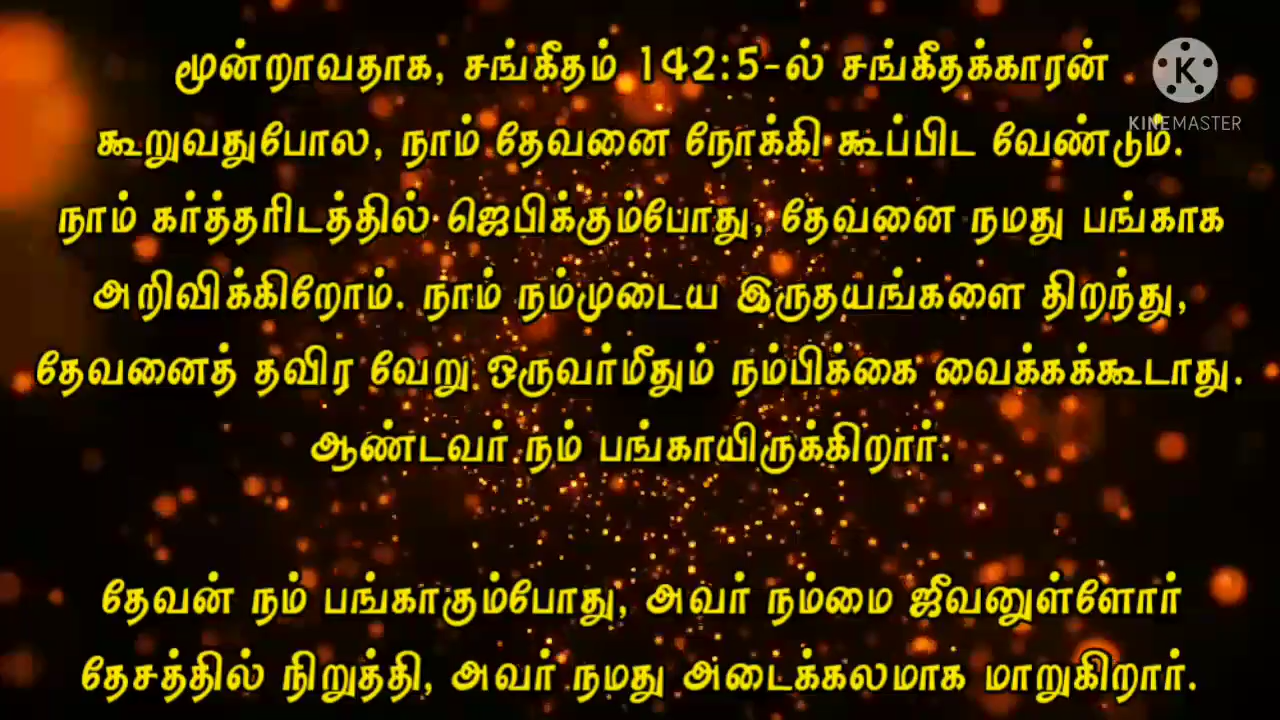 மூன்றாவதாக, சங்கீதம் 142:5-ல் சங்கீதக்காரன்
கூறுவதுபோல, நாம் தேவனை நோக்கி கூப்பிட வேண்டும்.
நாம் கர்த்தரிடத்தில் ஜெபிக்கும்போது, தேவனை நமது பங்காக
அறிவிக்கிறோம். நாம் நம்முடைய இருதயங்களை திறந்து,
தேவனைத் தவிர வேறு ஒருவர்மீதும் நம்பிக்கை வைக்கக்கூடாது.
ஆண்டவர் நம் பங்காயிருக்கிறார்.
தேவன் நம் பங்காகும்போது, அவர் நம்மை ஜீவனுள்ளோர்
தேசத்தில் நிறுத்தி, அவர் நமது அடைக்கலமாக மாறுகிறார்.
K
KINEMASTER